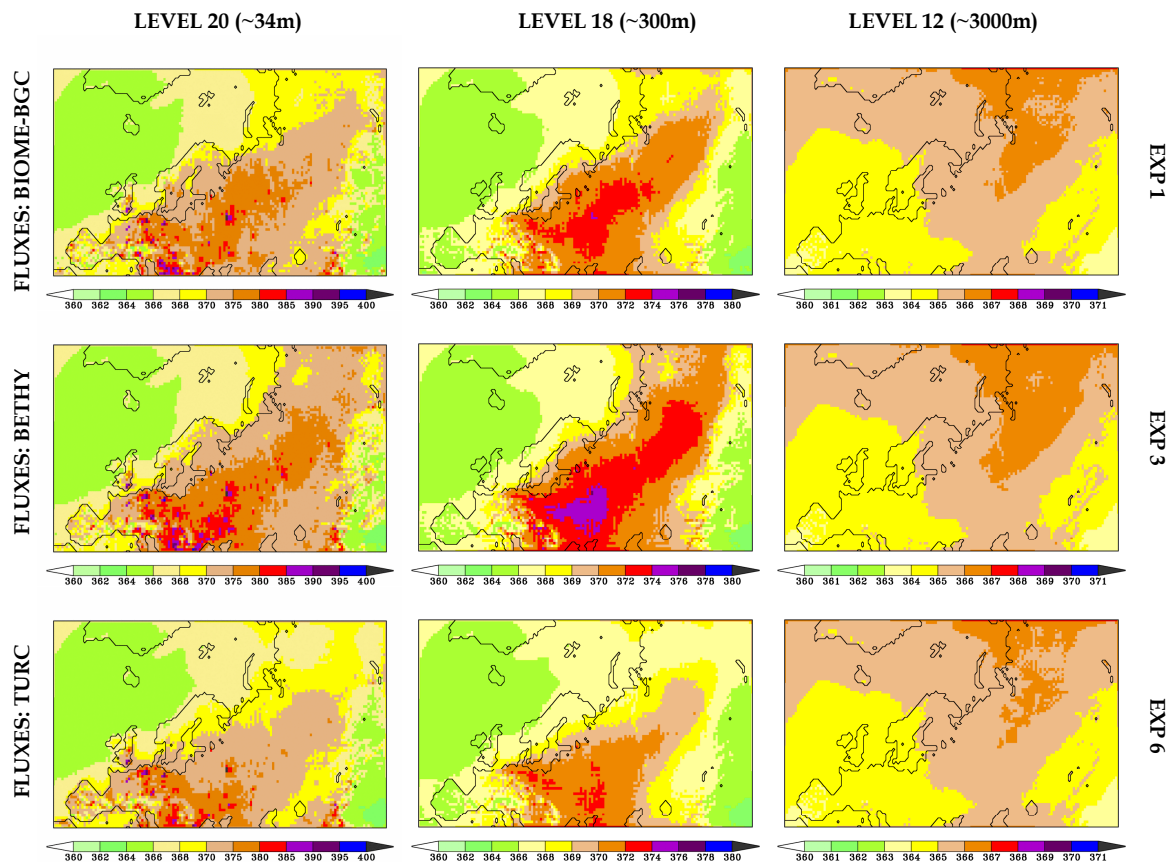 LEVEL 20 (~34m) LEVEL 18 (~300m) LEVEL 12 (~3000m)
FLUXES: BIOME-BGC
EXP 1
360 362 364 366 368 370 375 380 385 390 395 400
360 362 364 366 368 369 370 372 374 376 378 380
360 361 362 363 364 365 366 367 368 369 370 371
FLUXES: BETHY
EXP 3
360 362 364 366 368 370 375 380 385 390 395 400
360 362 364 366 368 369 370 372 374 376 378 380
360 361 362 363 364 365 366 367 368 369 370 371
FLUXES: TURC
EXP 6
360 362 364 366 368 370 375 380 385 390 395 400
360 362 364 366 368 369 370 372 374 376 378 380
360 361 362 363 364 365 366 367 368 369 370 371